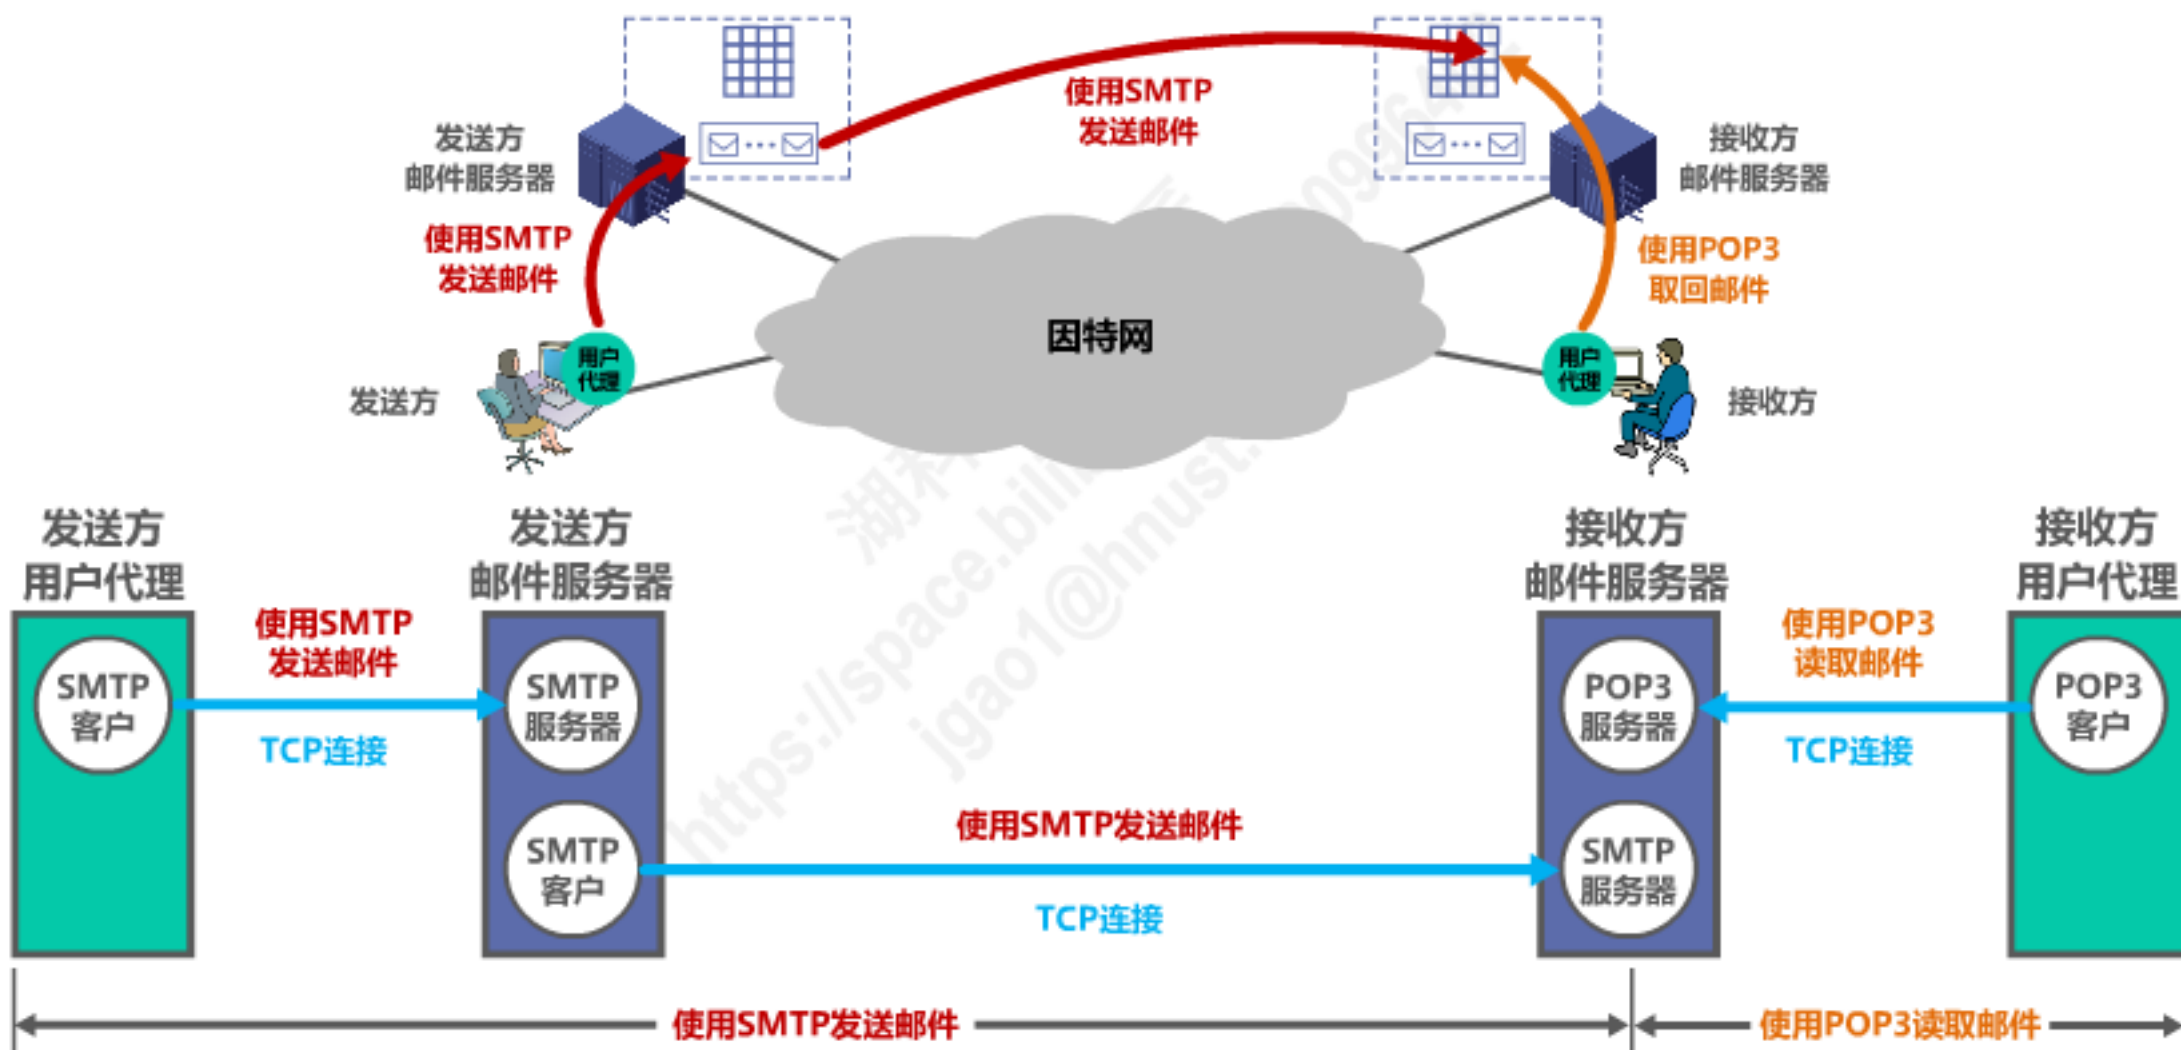 使用SMTP
发送邮件
发送方
邮件服务器
接收方
邮件服务器
使用SMTP
发送邮件
使用POP3
取回邮件
因特网
用户
代理
用户
代理
发送方
接收方
发送方
用户代理
发送方
邮件服务器
接收方
邮件服务器
接收方
用户代理
使用SMTP
发送邮件
使用POP3
读取邮件
SMTP
客户
SMTP
服务器
POP3
服务器
POP3
客户
TCP连接
TCP连接
使用SMTP发送邮件
SMTP
客户
SMTP
服务器
TCP连接
使用SMTP发送邮件
使用POP3读取邮件
湖科
https://space.bili
jgao1@hnust.